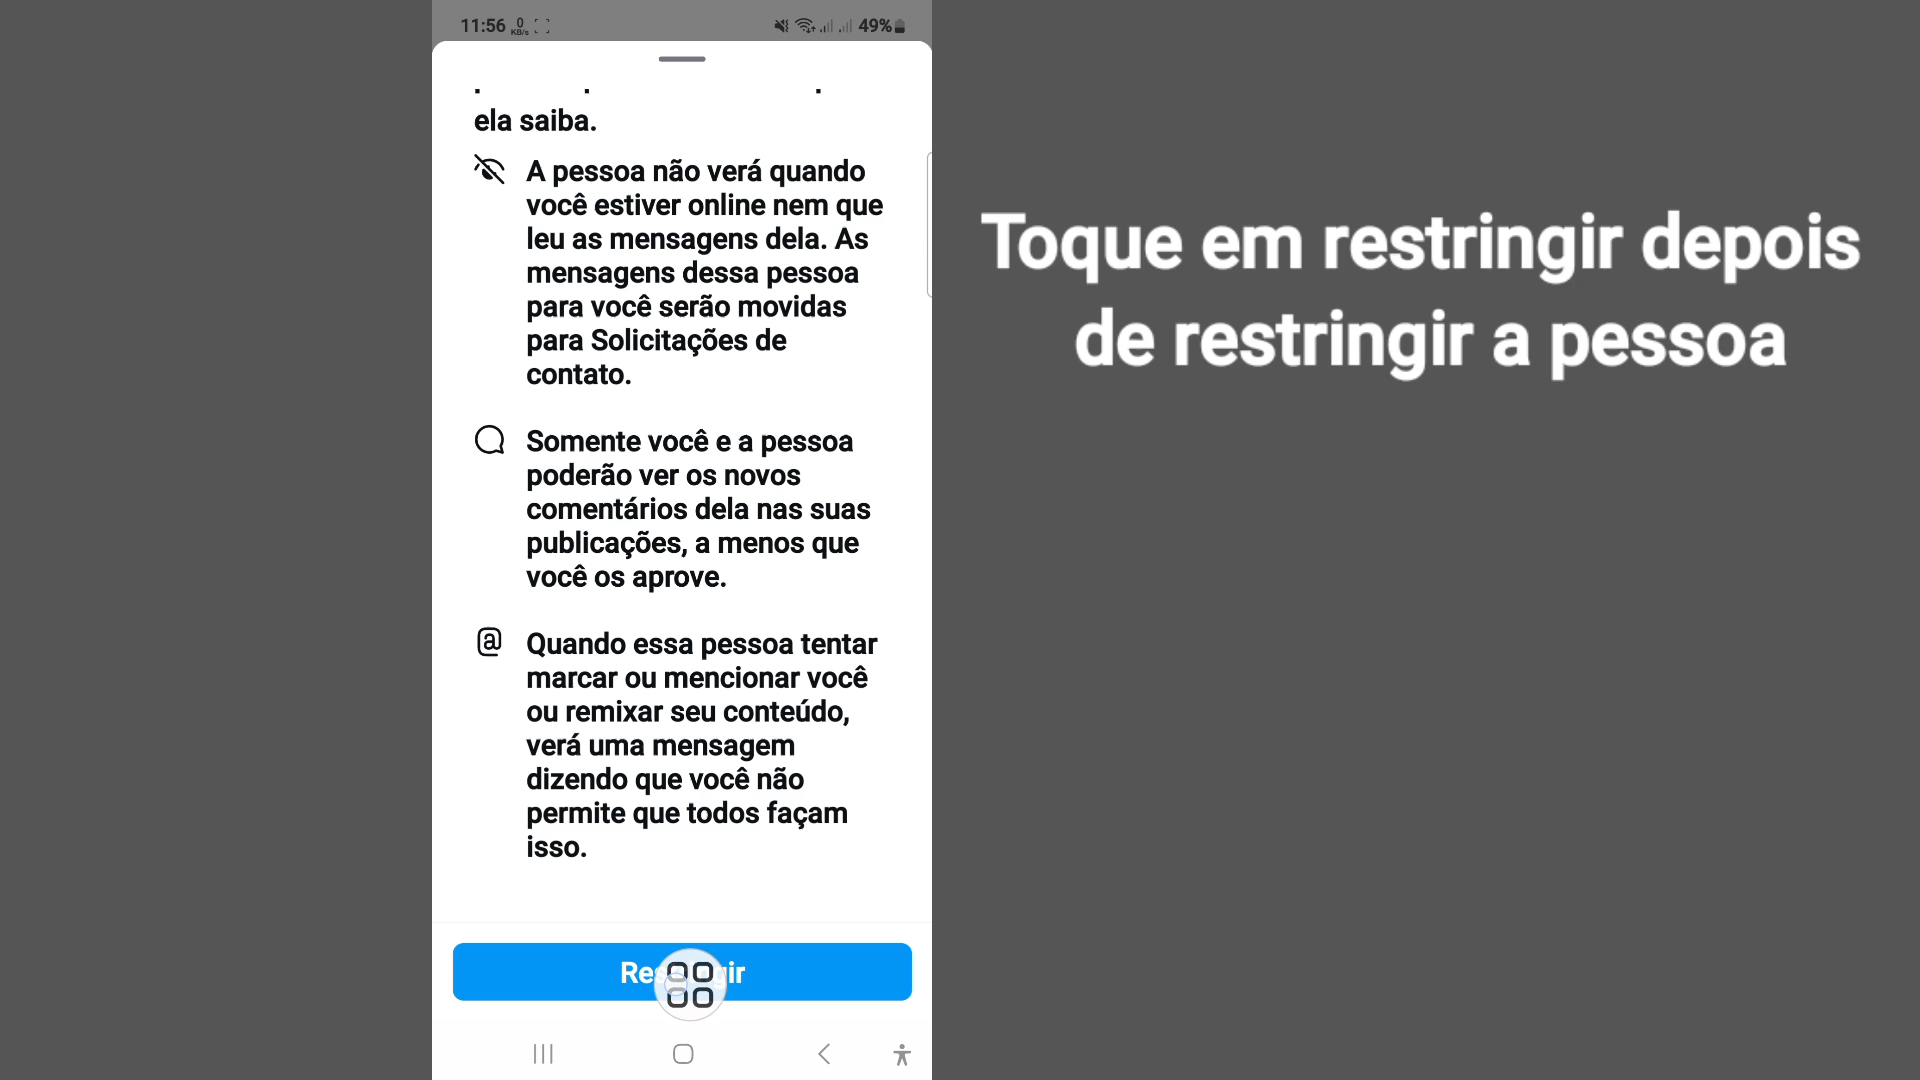 11:56 0 KB/s 49%
ela saiba.
A pessoa não verá quando
você estiver online nem que
leu as mensagens dela. As
mensagens dessa pessoa
para você serão movidas
para Solicitações de
contato.
Somente você e a pessoa
poderão ver os novos
comentários dela nas suas
publicações, a menos que
você os aprove.
Quando essa pessoa tentar
marcar ou mencionar você
ou remixar seu conteúdo,
verá uma mensagem
dizendo que você não
permite que todos façam
isso.
Toque em restringir depois
de restringir a pessoa